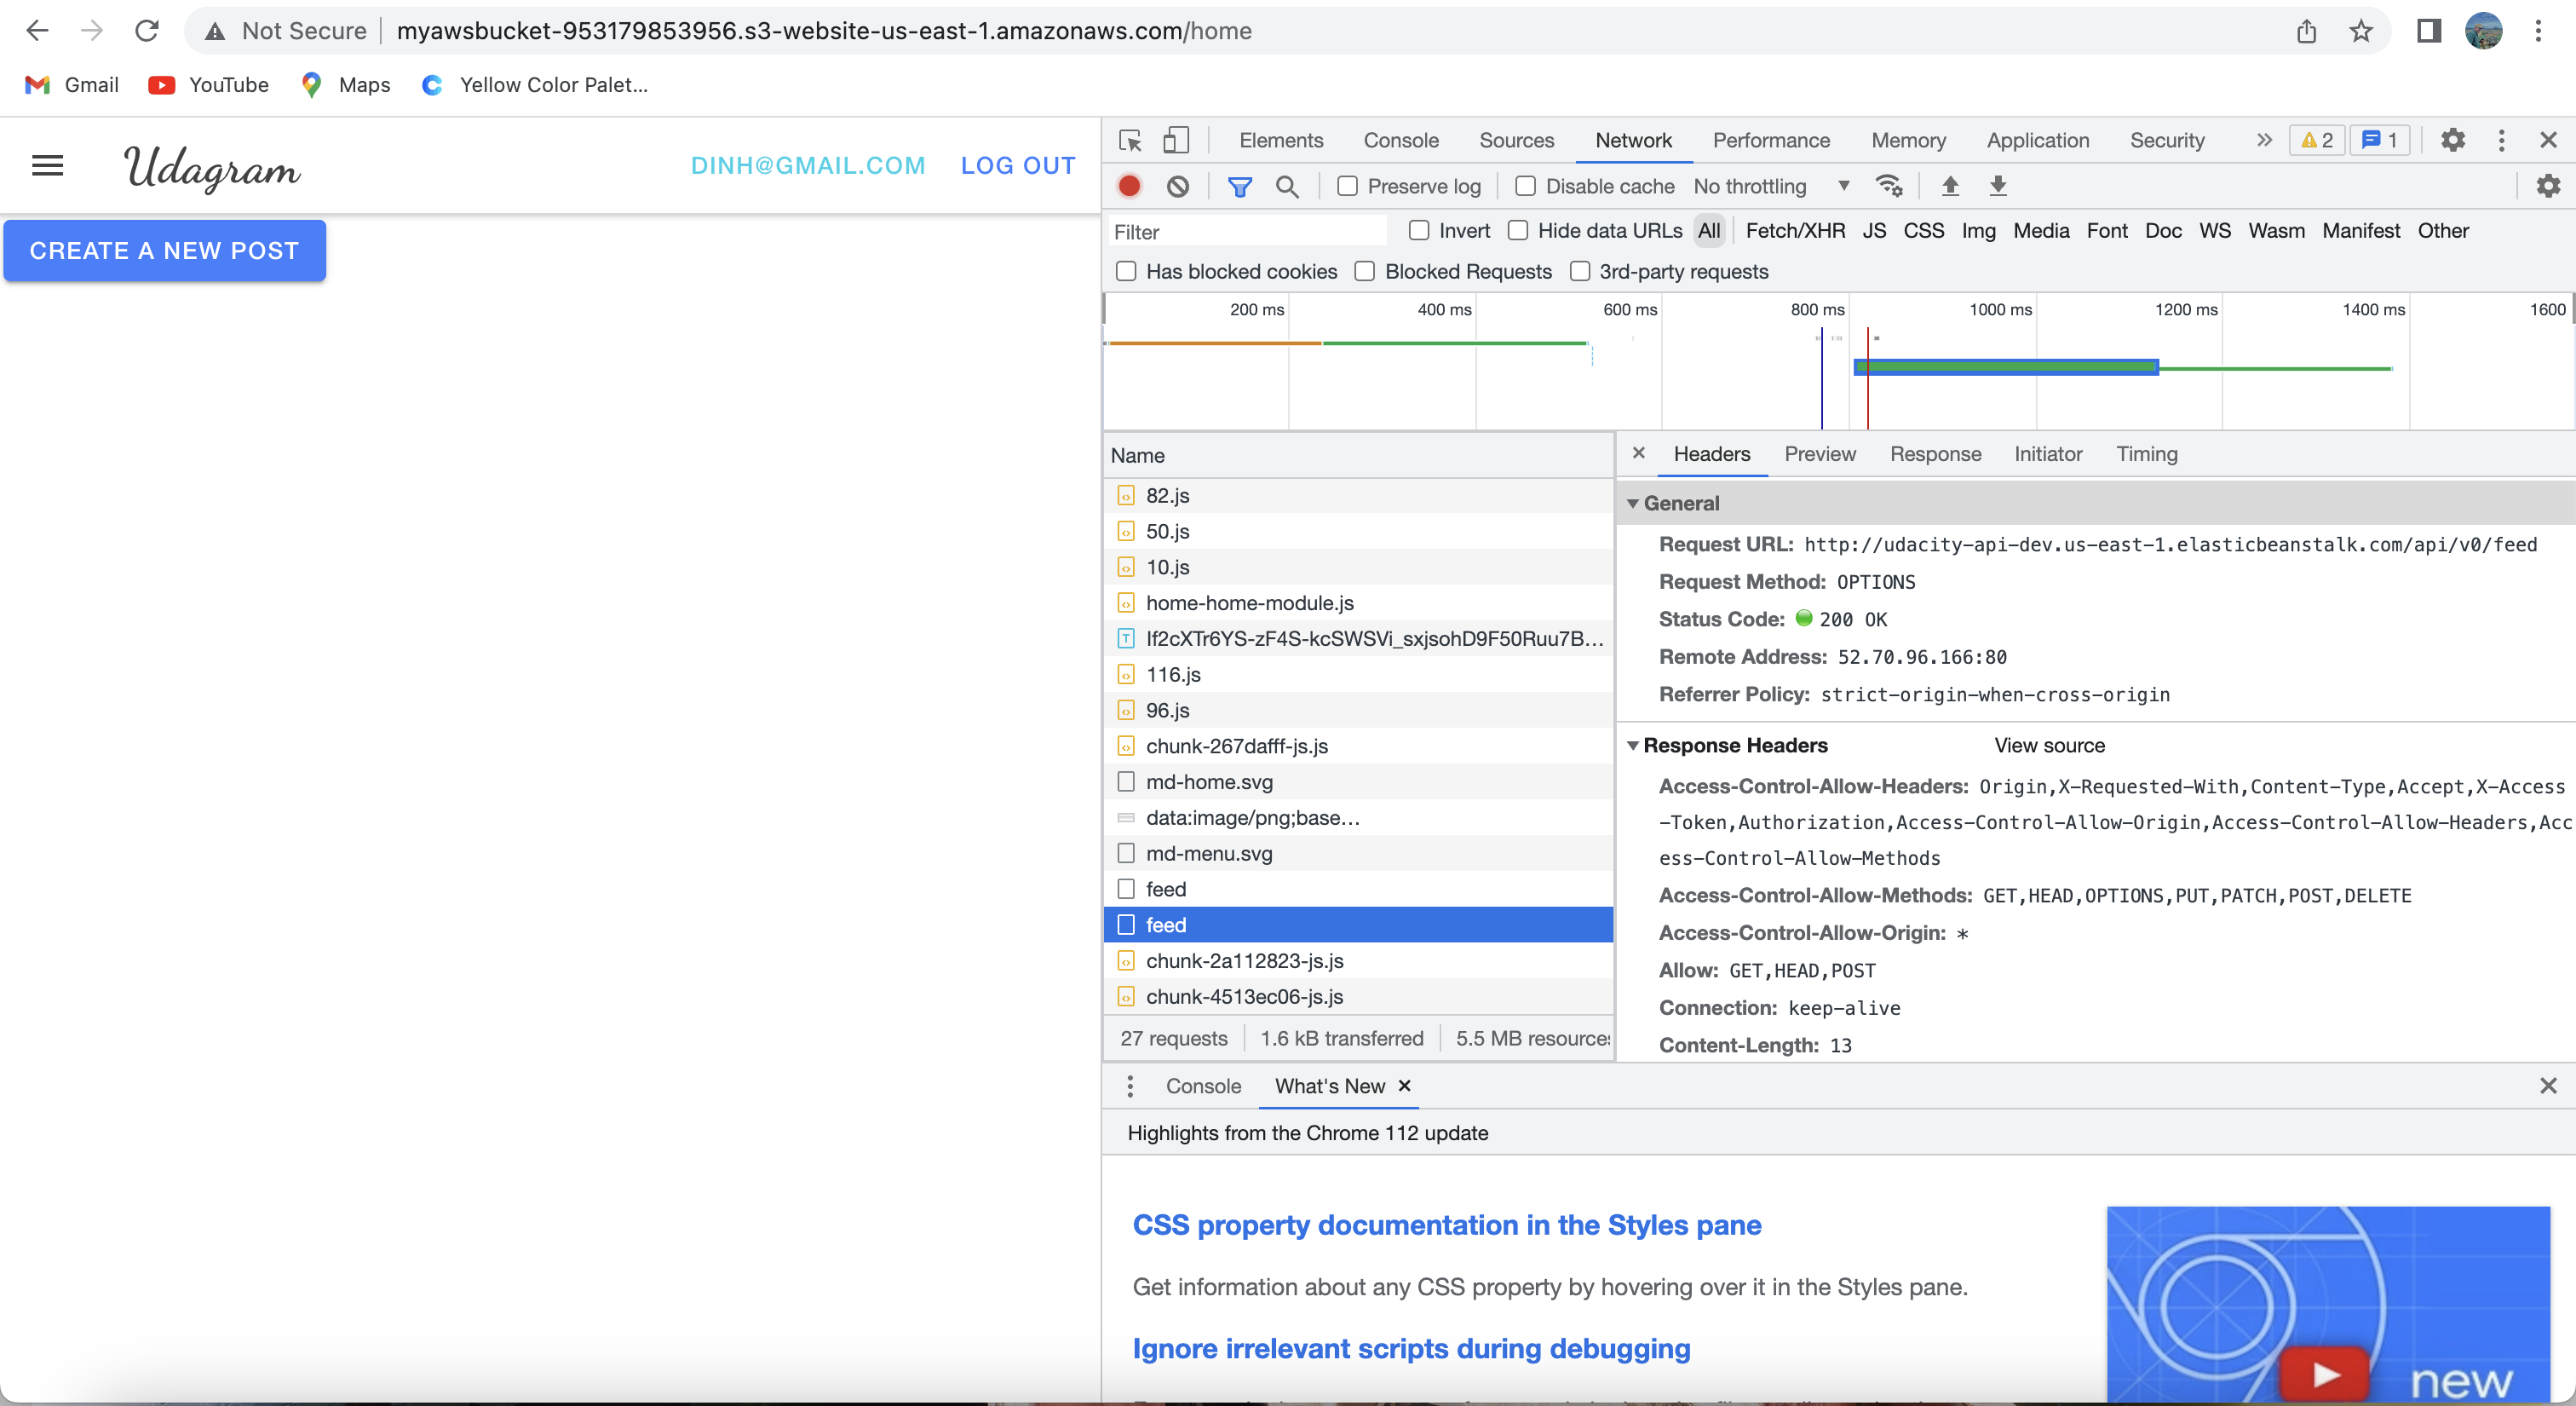 Not Secure myawsbucket-953179853956.s3-website-us-east-1.amazonaws.com/home
Gmail YouTube Maps Yellow Color Palet...
Udagram DINH@GMAIL.COM LOG OUT
CREATE A NEW POST
Elements Console Sources Network Performance Memory Application Security 2 1
Preserve log Disable cache No throttling
Filter Invert Hide data URLs All Fetch/XHR JS CSS Img Media Font Doc WS Wasm Manifest Other
Has blocked cookies Blocked Requests 3rd-party requests
200 ms 400 ms 600 ms 800 ms 1000 ms 1200 ms 1400 ms 1600
Name
82.js
50.js
10.js
home-home-module.js
If2cXTr6YS-zF4S-kcSWSVi_sxjsohD9F50Ruu7B...
116.js
96.js
chunk-267dafff-js.js
md-home.svg
data:image/png;base...
md-menu.svg
feed
feed
chunk-2a112823-js.js
chunk-4513ec06-js.js
27 requests 1.6 kB transferred 5.5 MB resources
Headers Preview Response Initiator Timing
General
Request URL: http://udacity-api-dev.us-east-1.elasticbeanstalk.com/api/v0/feed
Request Method: OPTIONS
Status Code: 200 OK
Remote Address: 52.70.96.166:80
Referrer Policy: strict-origin-when-cross-origin
Response Headers View source
Access-Control-Allow-Headers: Origin,X-Requested-With,Content-Type,Accept,X-Access
-Token,Authorization,Access-Control-Allow-Origin,Access-Control-Allow-Headers,Acc
ess-Control-Allow-Methods
Access-Control-Allow-Methods: GET,HEAD,OPTIONS,PUT,PATCH,POST,DELETE
Access-Control-Allow-Origin: *
Allow: GET,HEAD,POST
Connection: keep-alive
Content-Length: 13
Console What's New
Highlights from the Chrome 112 update
CSS property documentation in the Styles pane
Get information about any CSS property by hovering over it in the Styles pane.
Ignore irrelevant scripts during debugging
new